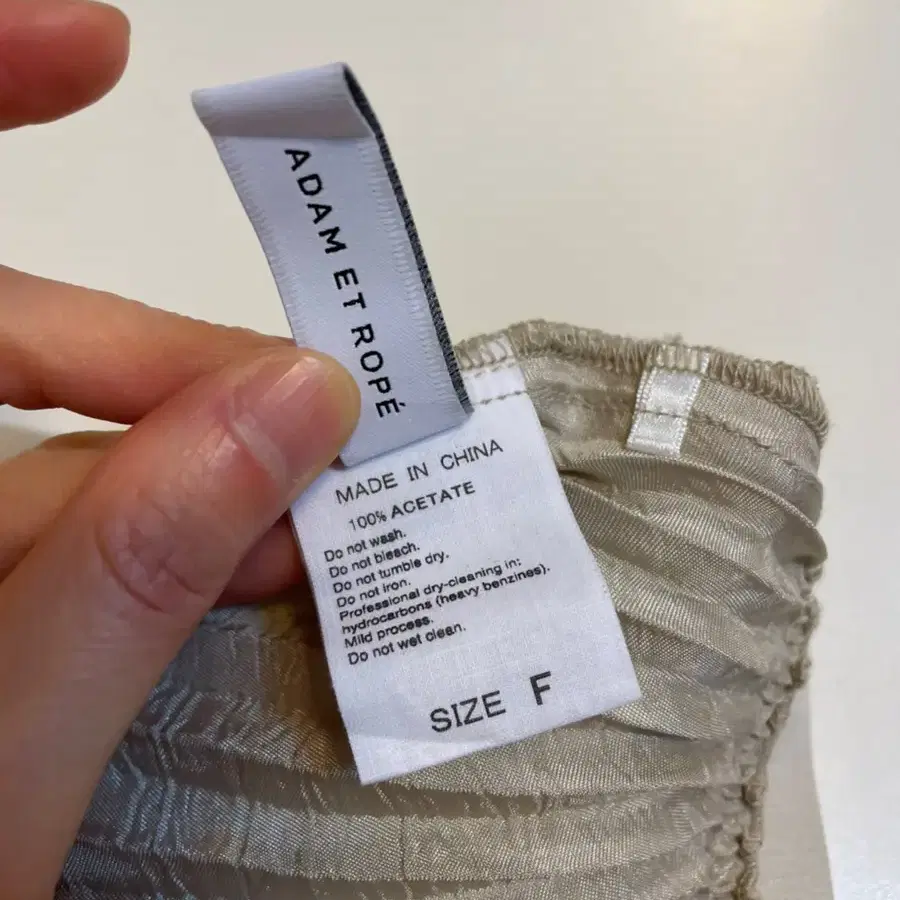 ADAM ET ROPÉ
MADE IN CHINA
100% ACETATE
Do not wash.
Do not bleach.
Do not tumble dry.
Do not iron.
Professional dry-cleaning in:
hydrocarbons (heavy benzines).
Mild process.
Do not wet clean.
SIZE F